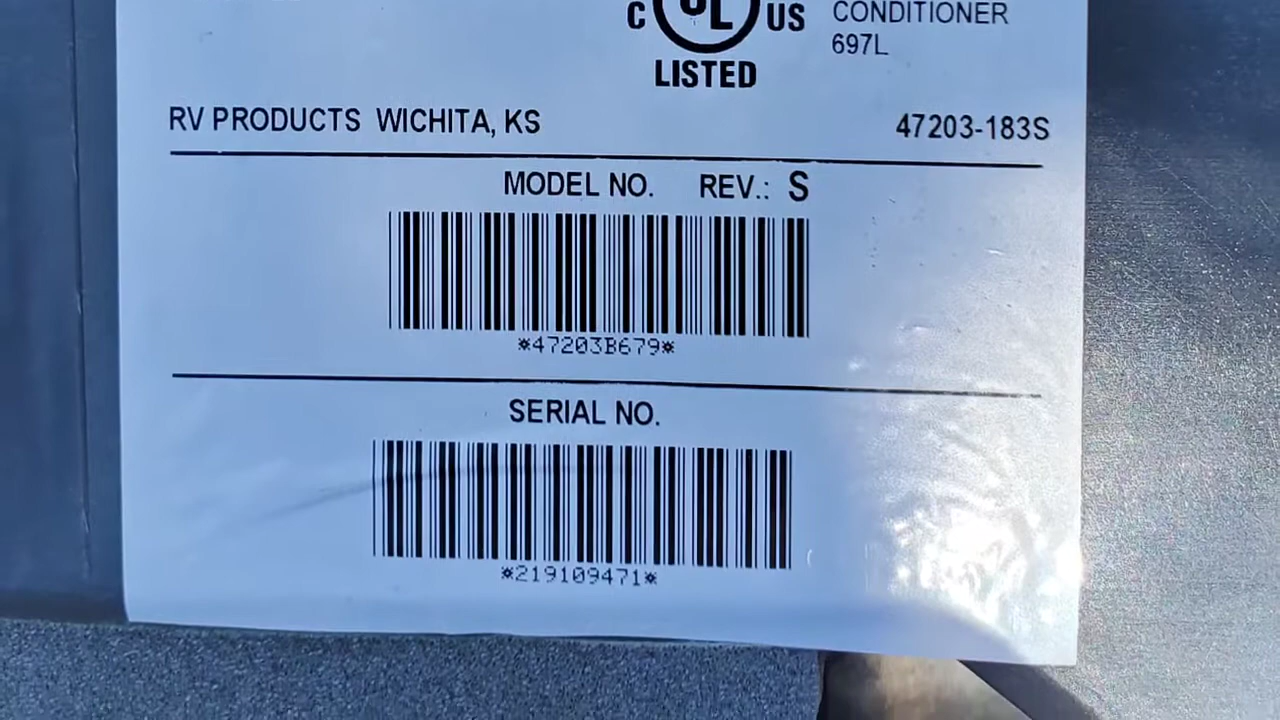 C UL US
CONDITIONER
697L
LISTED
RV PRODUCTS WICHITA, KS
47203-183S
MODEL NO. REV.: S
*47203B679*
SERIAL NO.
*219109471*